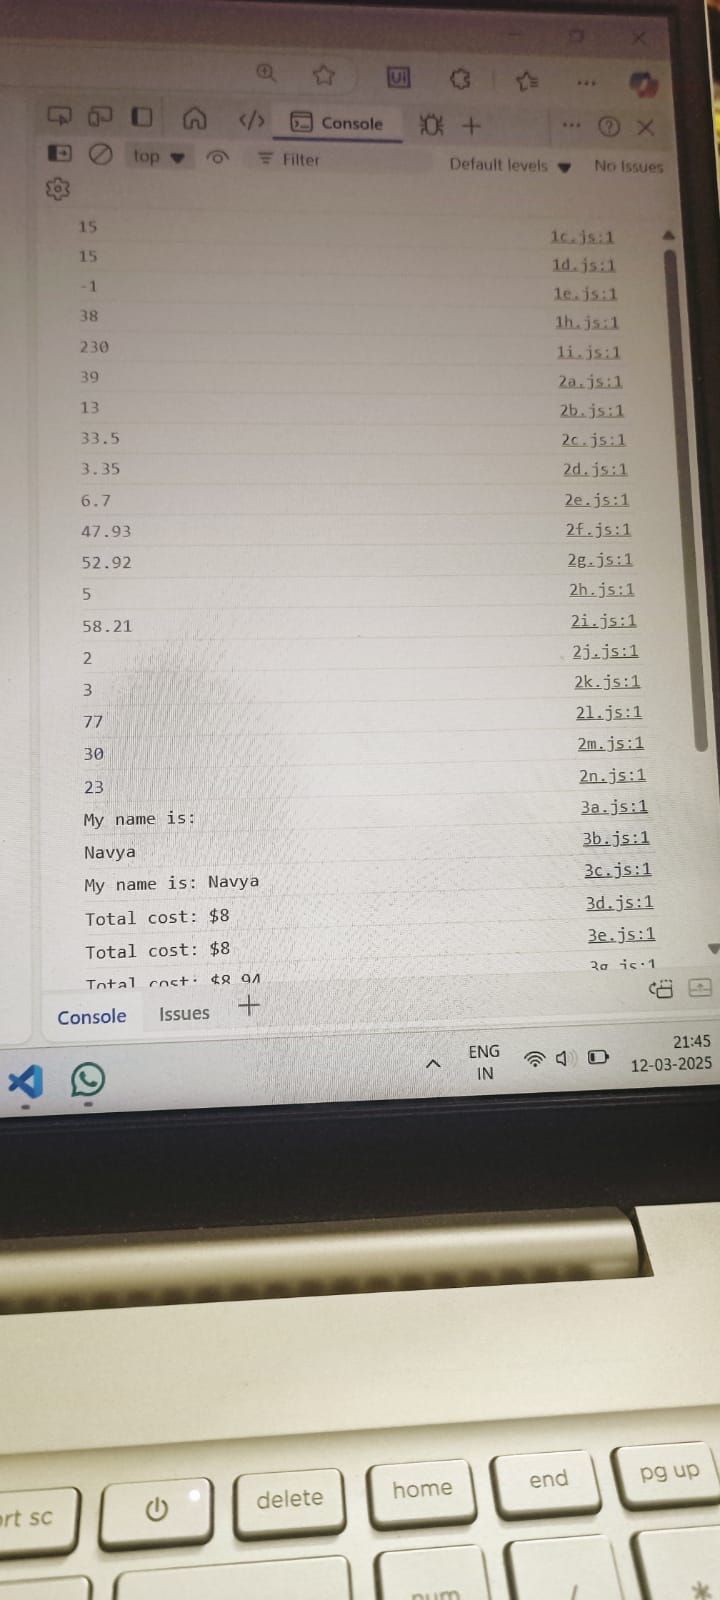 Console
top
Filter
Default levels
No Issues
15 1c.js:1
15 1d.js:1
-1 1e.js:1
38 1h.js:1
230 1i.js:1
39 2a.js:1
13 2b.js:1
33.5 2c.js:1
3.35 2d.js:1
6.7 2e.js:1
47.93 2f.js:1
52.92 2g.js:1
5 2h.js:1
58.21 2i.js:1
2 2j.js:1
3 2k.js:1
77 2l.js:1
30 2m.js:1
23 2n.js:1
My name is: 3a.js:1
Navya 3b.js:1
My name is: Navya 3c.js:1
Total cost: $8 3d.js:1
Total cost: $8 3e.js:1
Total cost: $8.94 3g.js:1
Console Issues
ENG 21:45
IN 12-03-2025
rt sc
delete
home
end
pg up
num
/
*